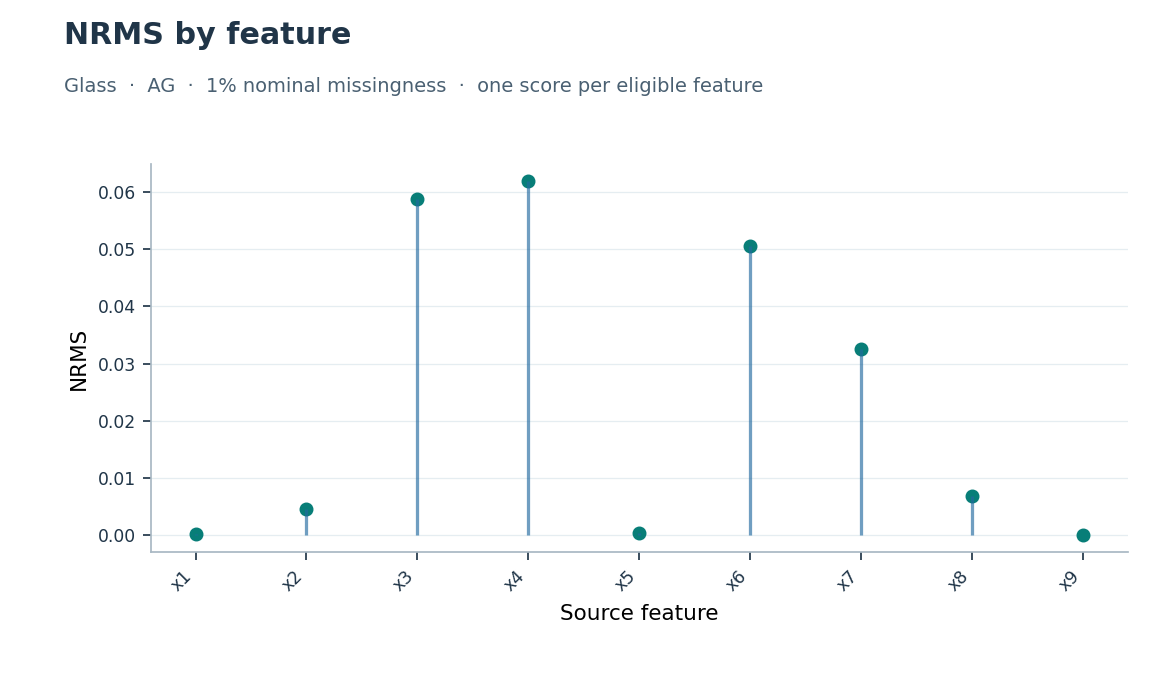 NRMS by feature
Glass · AG · 1% nominal missingness · one score per eligible feature
0.06
0.05
0.04
0.03
0.02
0.01
0.00
NRMS
x1 x2 x3 x4 x5 x6 x7 x8 x9
Source feature